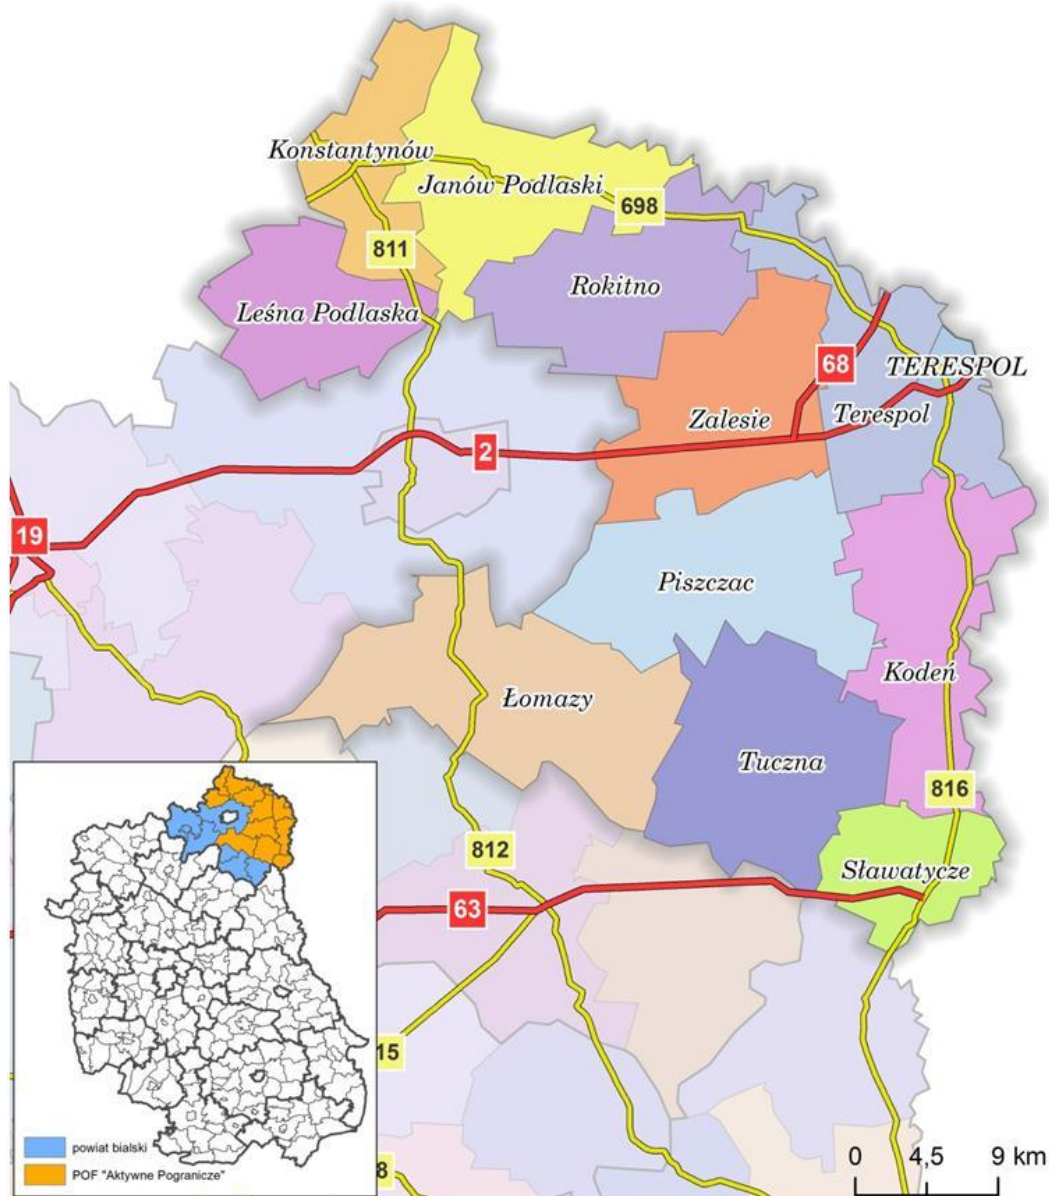 Konstantynów
Janów Podlaski
698
811
Rokitno
Leśna Podlaska
68
TERESPOL
Zalesie
Terespol
2
19
Piszczac
Kodeń
Łomazy
Tuczna
816
812
Sławatycze
63
15
powiat bialski
POF "Aktywne Pogranicze"
8
0 4,5 9 km